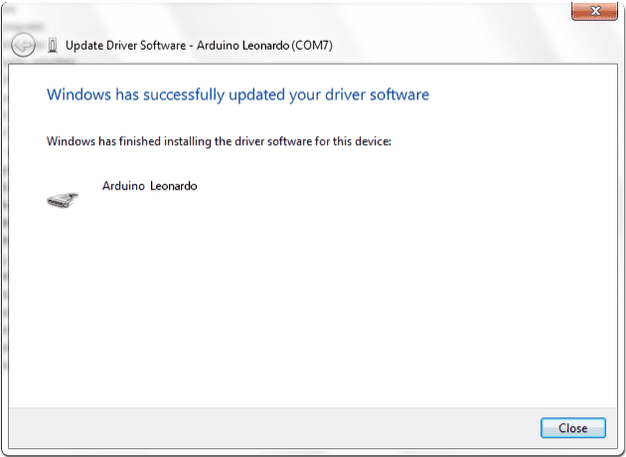 Update Driver Software - Arduino Leonardo (COM7)
Windows has successfully updated your driver software
Windows has finished installing the driver software for this device:
Arduino Leonardo
Close